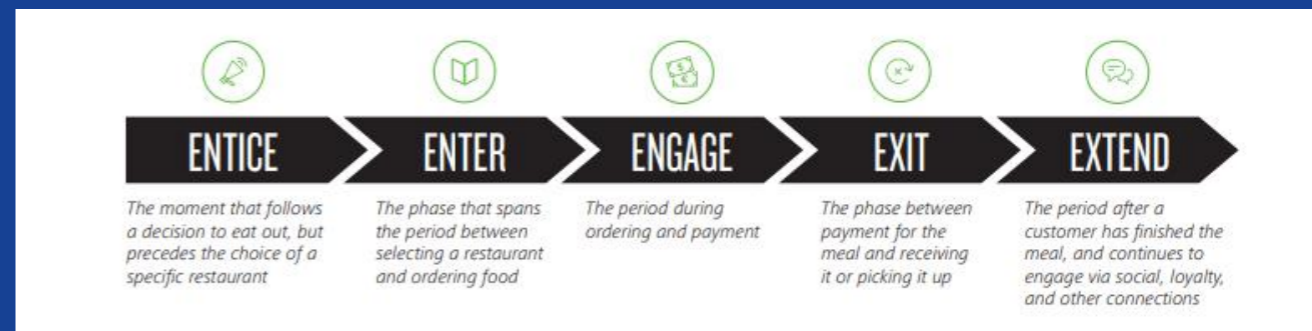 ENTICE
The moment that follows
a decision to eat out, but
precedes the choice of a
specific restaurant
ENTER
The phase that spans
the period between
selecting a restaurant
and ordering food
ENGAGE
The period during
ordering and payment
EXIT
The phase between
payment for the
meal and receiving
it or picking it up
EXTEND
The period after a
customer has finished the
meal, and continues to
engage via social, loyalty,
and other connections